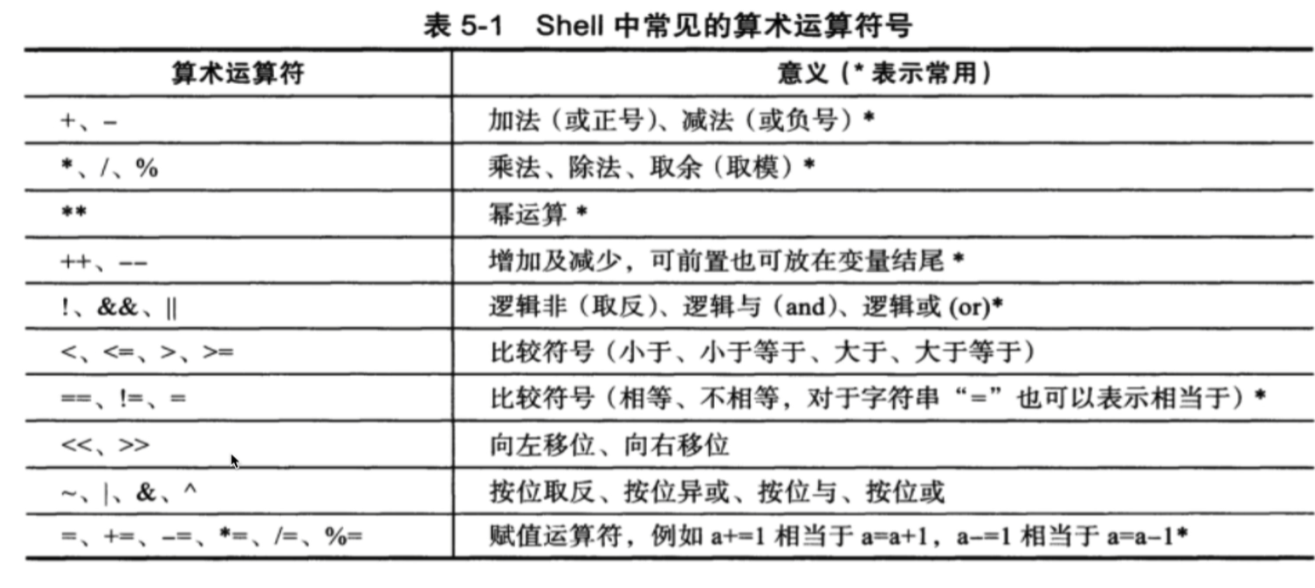 表 5-1 Shell 中常见的算术运算符号
算术运算符 意义（* 表示常用）
+、- 加法（或正号）、减法（或负号）*
*、/、% 乘法、除法、取余（取模）*
** 幂运算 *
++、-- 增加及减少，可前置也可放在变量结尾 *
!、&&、|| 逻辑非（取反）、逻辑与（and）、逻辑或 (or)*
<、<=、>、>= 比较符号（小于、小于等于、大于、大于等于）
==、!=、= 比较符号（相等、不相等，对于字符串“=”也可以表示相当于）*
<<、>> 向左移位、向右移位
~、|、&、^ 按位取反、按位异或、按位与、按位或
=、+=、-=、*=、/=、%= 赋值运算符，例如 a+=1 相当于 a=a+1，a-=1 相当于 a=a-1*